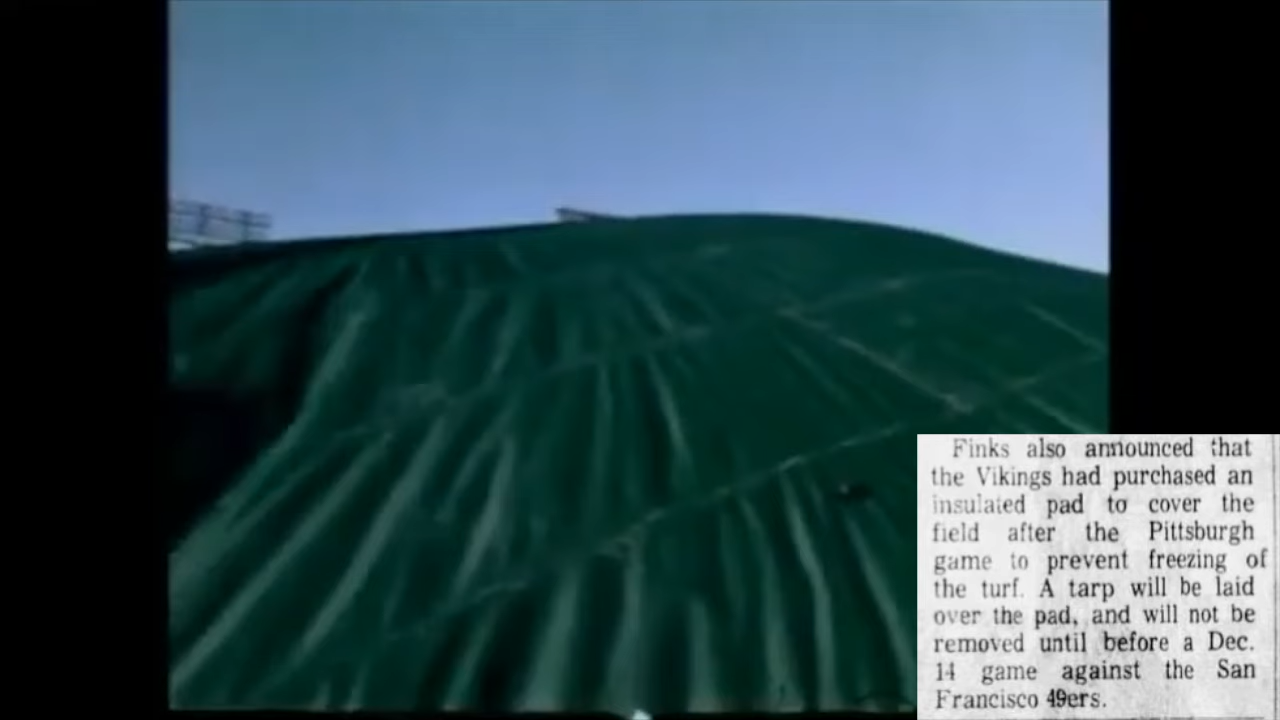 Finks also announced that
the Vikings had purchased an
insulated pad to cover the
field after the Pittsburgh
game to prevent freezing of
the turf. A tarp will be laid
over the pad, and will not be
removed until before a Dec.
14 game against the San
Francisco 49ers.